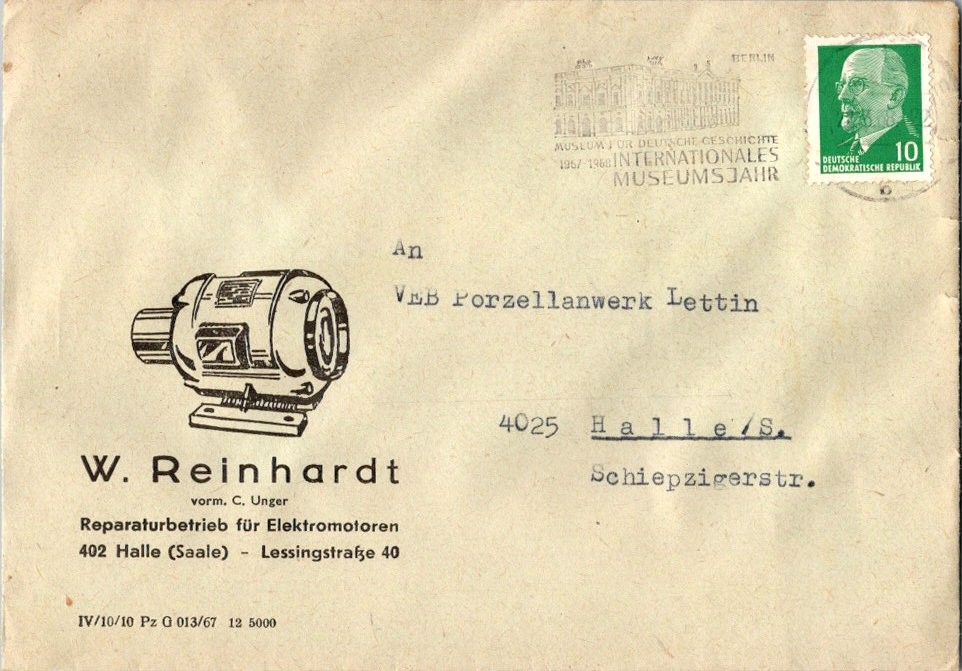 BERLIN
MUSEUM FÜR DEUTSCHE GESCHICHTE
1967-1968 INTERNATIONALES
MUSEUMSJAHR
10
DEUTSCHE
DEMOKRATISCHE REPUBLIK
An
VEB Porzellanwerk Lettin
4025 Halle/S.
Schiepzigerstr.
W. Reinhardt
vorm. C. Unger
Reparaturbetrieb für Elektromotoren
402 Halle (Saale) - Lessingstraße 40
IV/10/10 Pz G 013/67 12 5000